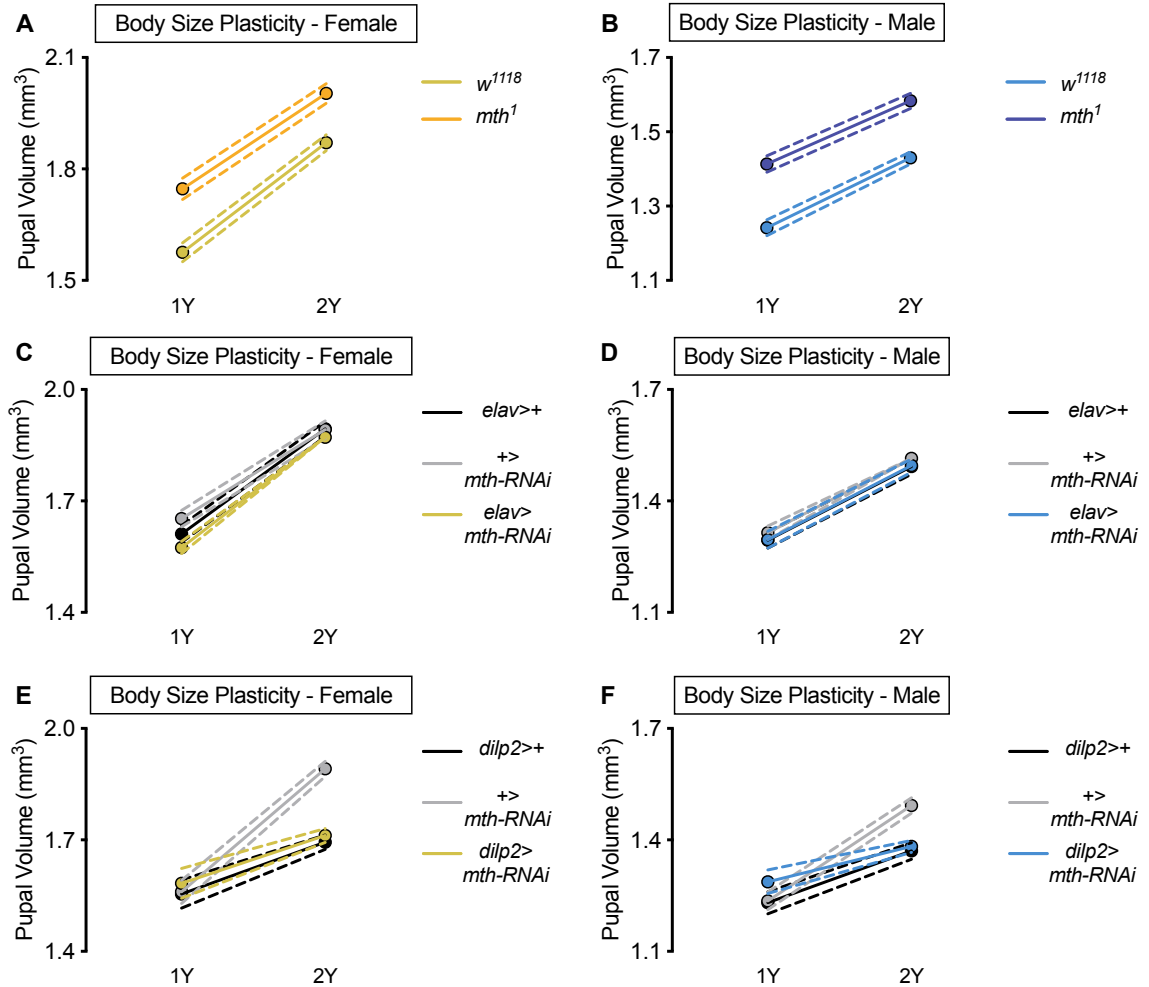 A
Body Size Plasticity - Female
Pupal Volume (mm³)
2.1
1.8
1.5
1Y
2Y
w¹¹¹⁸
mth¹
B
Body Size Plasticity - Male
Pupal Volume (mm³)
1.7
1.5
1.3
1.1
1Y
2Y
w¹¹¹⁸
mth¹
C
Body Size Plasticity - Female
Pupal Volume (mm³)
2.0
1.7
1.4
1Y
2Y
elav>+
+>
mth-RNAi
elav>
mth-RNAi
D
Body Size Plasticity - Male
Pupal Volume (mm³)
1.7
1.4
1.1
1Y
2Y
elav>+
+>
mth-RNAi
elav>
mth-RNAi
E
Body Size Plasticity - Female
Pupal Volume (mm³)
2.0
1.7
1.4
1Y
2Y
dilp2>+
+>
mth-RNAi
dilp2>
mth-RNAi
F
Body Size Plasticity - Male
Pupal Volume (mm³)
1.7
1.4
1.1
1Y
2Y
dilp2>+
+>
mth-RNAi
dilp2>
mth-RNAi